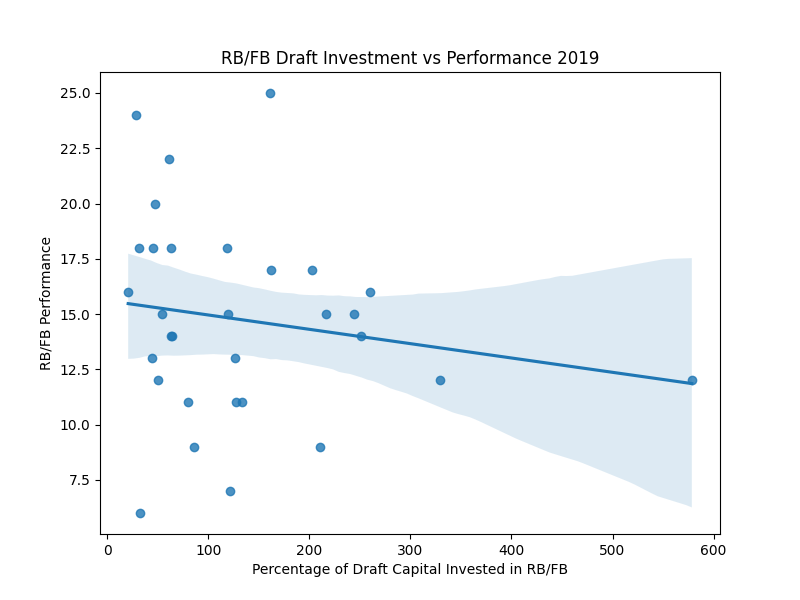 RB/FB Draft Investment vs Performance 2019
25.0
22.5
20.0
17.5
15.0
12.5
10.0
7.5
RB/FB Performance
0 100 200 300 400 500 600
Percentage of Draft Capital Invested in RB/FB